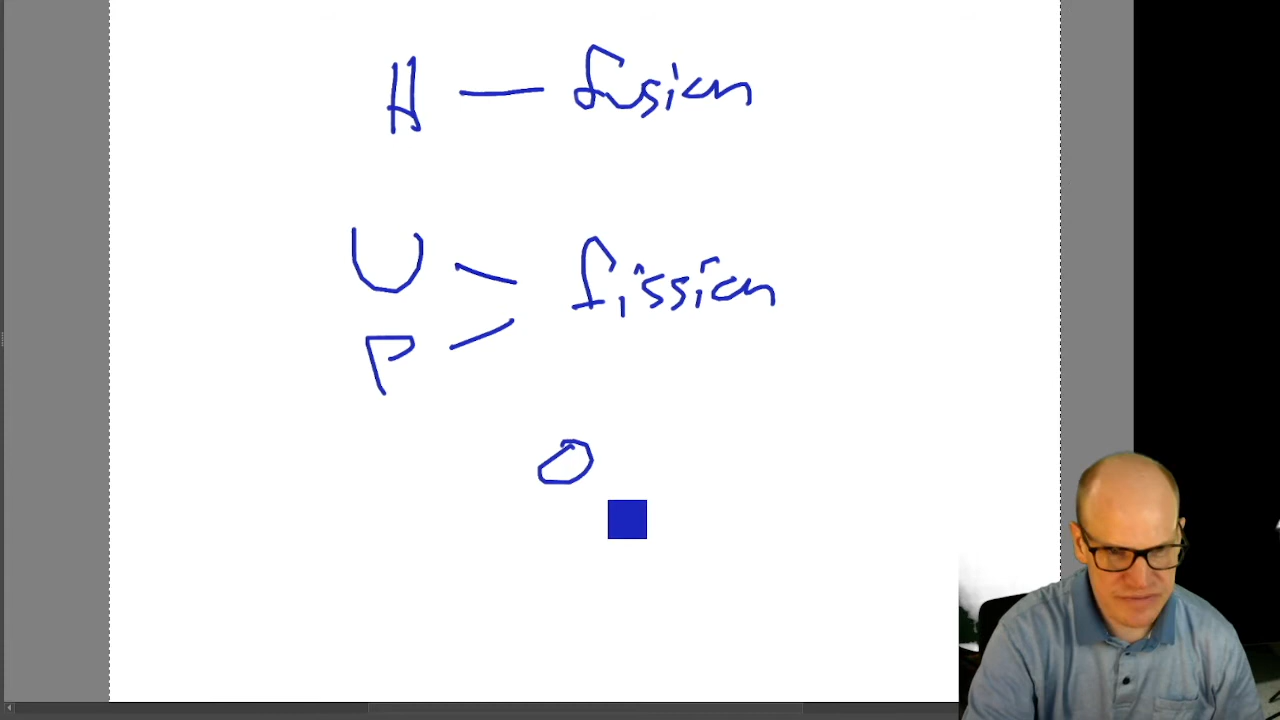 H — fusion
U
fission
P
O